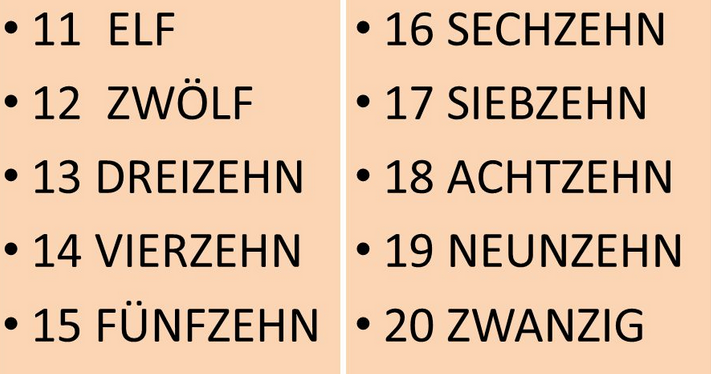 • 11 ELF
• 12 ZWÖLF
• 13 DREIZEHN
• 14 VIERZEHN
• 15 FÜNFZEHN
• 16 SECHZEHN
• 17 SIEBZEHN
• 18 ACHTZEHN
• 19 NEUNZEHN
• 20 ZWANZIG